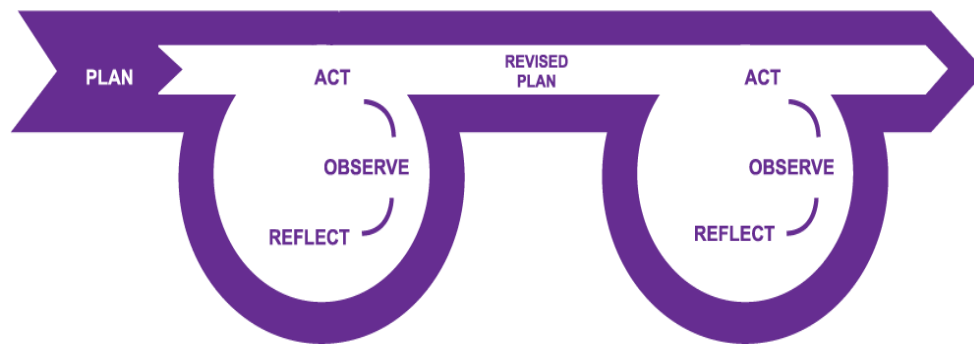 PLAN
ACT
OBSERVE
REFLECT
REVISED
PLAN
ACT
OBSERVE
REFLECT